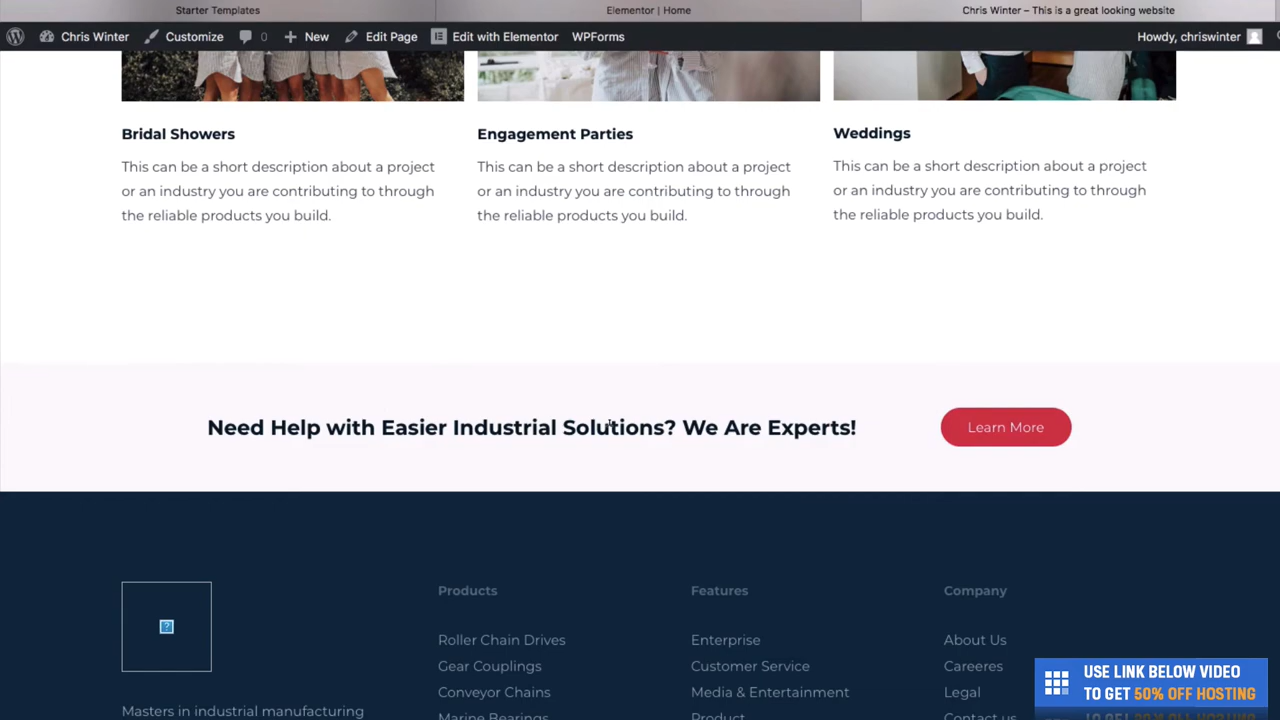 Starter Templates
Elementor | Home
Chris Winter – This is a great looking website
Chris Winter
Customize
0
New
Edit Page
Edit with Elementor
WPForms
Howdy, chriswinter
Bridal Showers
This can be a short description about a project
or an industry you are contributing to through
the reliable products you build.
Engagement Parties
This can be a short description about a project
or an industry you are contributing to through
the reliable products you build.
Weddings
This can be a short description about a project
or an industry you are contributing to through
the reliable products you build.
Need Help with Easier Industrial Solutions? We Are Experts!
Learn More
Masters in industrial manufacturing
Products
Roller Chain Drives
Gear Couplings
Conveyor Chains
Marine Bearings
Features
Enterprise
Customer Service
Media & Entertainment
Product
Company
About Us
Careeres
Legal
Contact us
USE LINK BELOW VIDEO
TO GET 50% OFF HOSTING